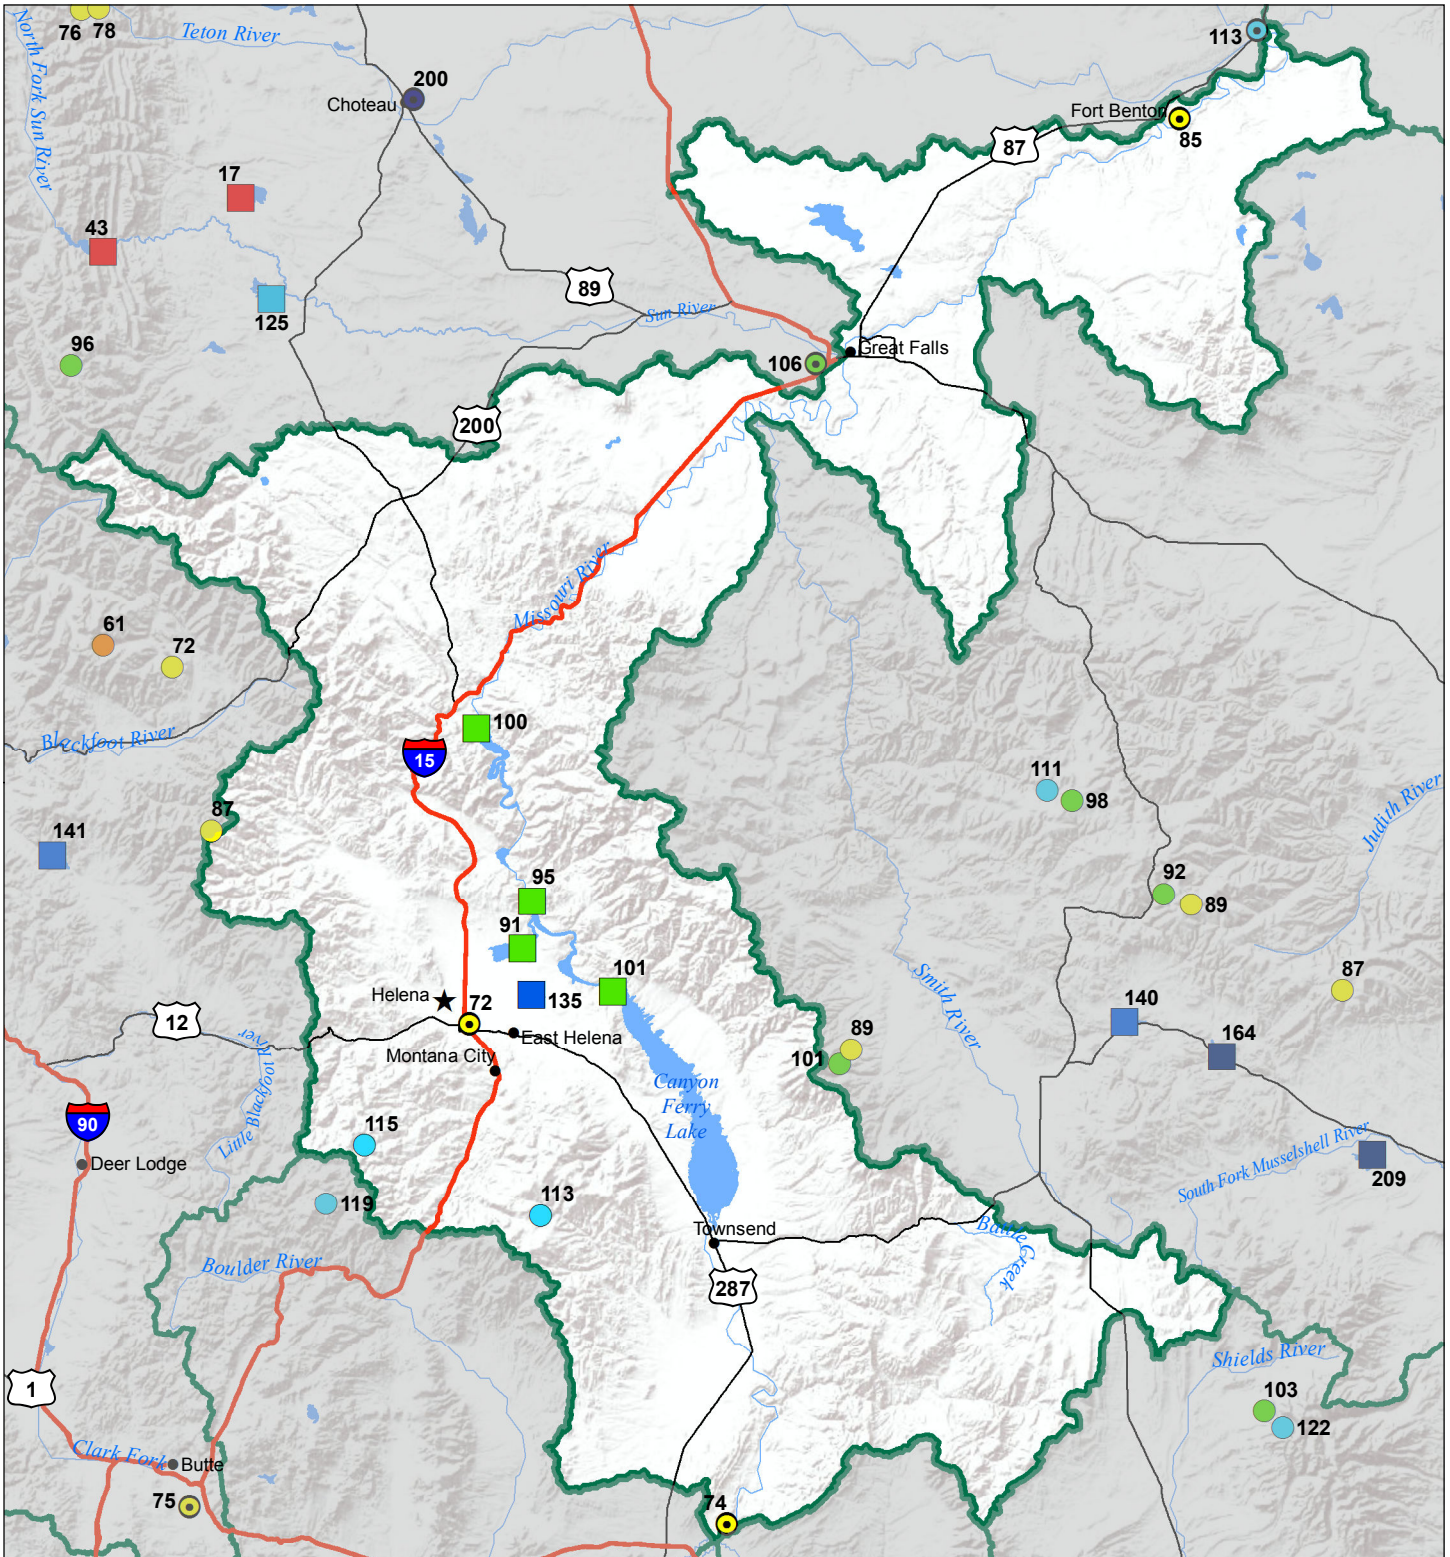 76 78
Teton River
North Fork Sun River
200
Choteau
113
Fort Benton
85
87
17
43
125
89
Sun River
96
106
Great Falls
200
Missouri River
61
72
Blackfoot River
100
15
111
98
Judith River
87
141
95
92
89
91
101
87
Helena
72
135
Smith River
140
12
East Helena
89
164
Montana City
101
Little Blackfoot River
Canyon
Ferry
Lake
90
115
Deer Lodge
South Fork Musselshell River
209
119
113
Townsend
Battle Creek
Boulder River
287
Shields River
1
103
122
Clark Fork
Butte
75
74